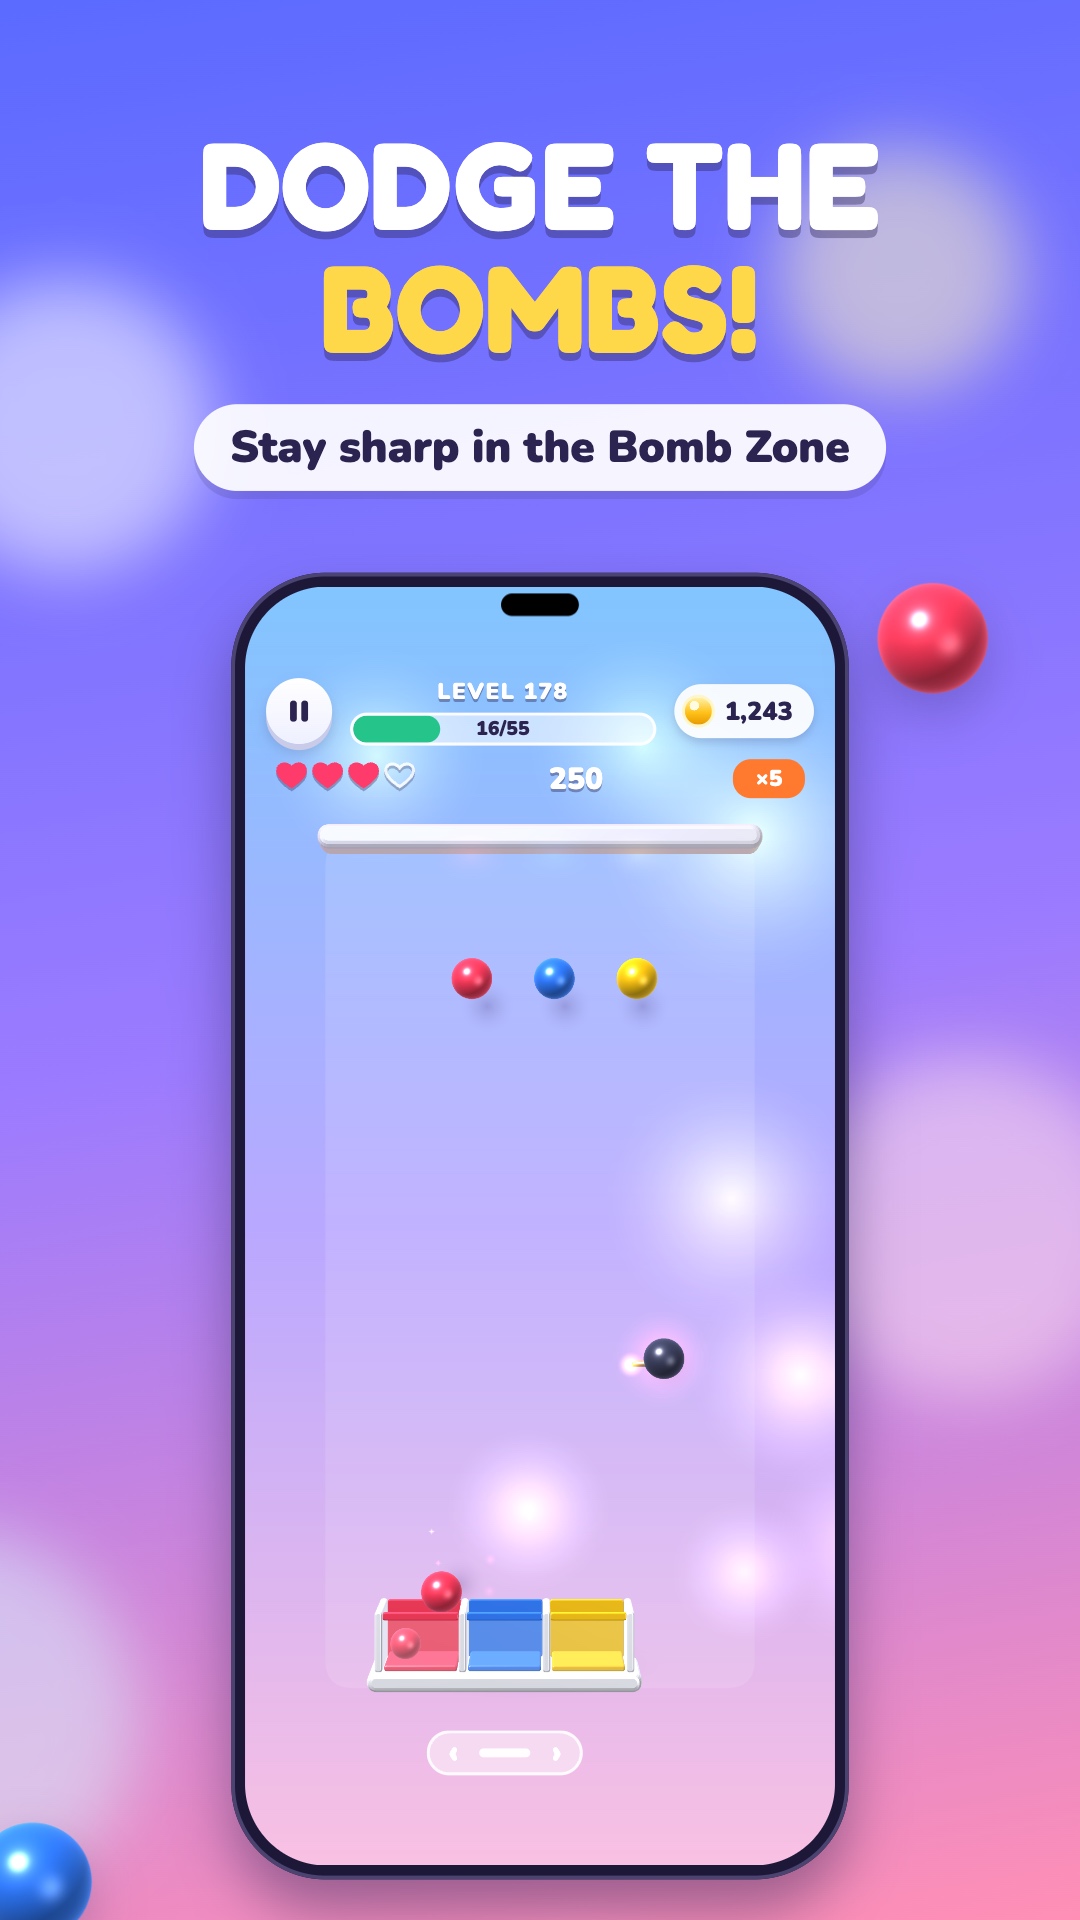 DODGE THE
BOMBS!
Stay sharp in the Bomb Zone
LEVEL 178
16/55
1,243
250
×5